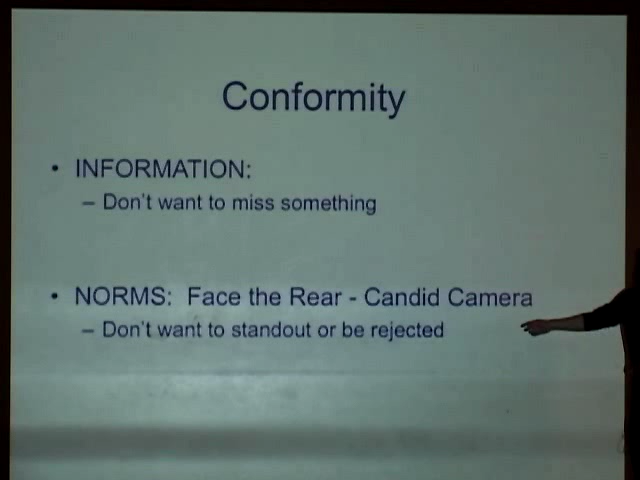 Conformity
• INFORMATION:
– Don't want to miss something
• NORMS: Face the Rear - Candid Camera
– Don't want to standout or be rejected